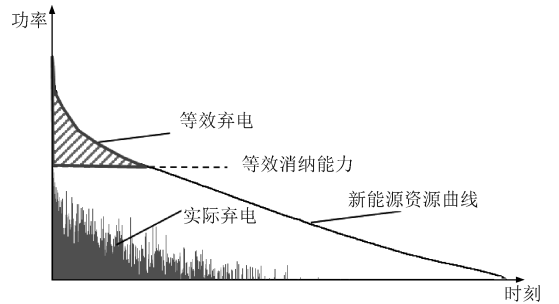 功率
等效弃电
等效消纳能力
新能源资源曲线
实际弃电
时刻